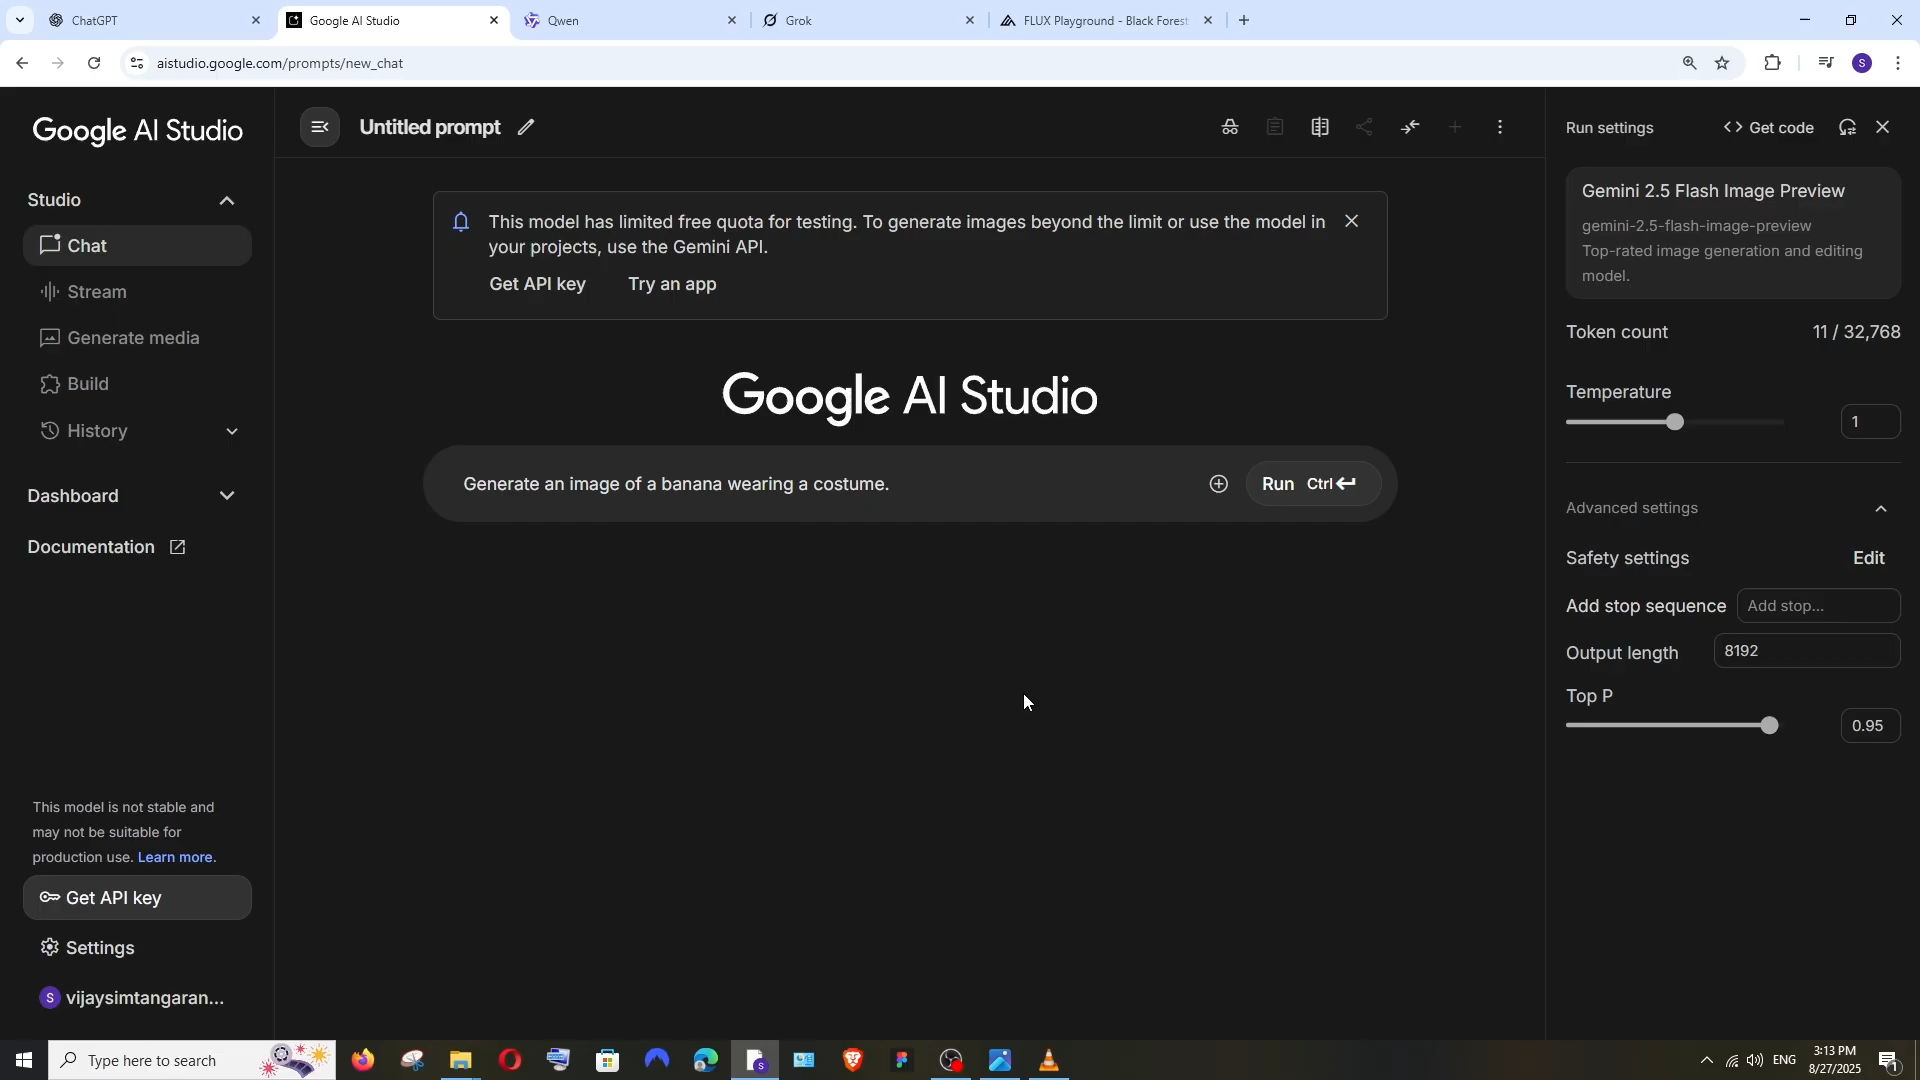 ChatGPT
Google AI Studio
Qwen
Grok
FLUX Playground - Black Forest
aistudio.google.com/prompts/new_chat
S
Google AI Studio
Studio
Chat
Stream
Generate media
Build
History
Dashboard
Documentation
This model is not stable and
may not be suitable for
production use. Learn more.
Get API key
Settings
S
vijaysimtangaran...
Untitled prompt
This model has limited free quota for testing. To generate images beyond the limit or use the model in
your projects, use the Gemini API.
Get API key Try an app
Google AI Studio
Generate an image of a banana wearing a costume.
Run Ctrl
Run settings
Get code
Gemini 2.5 Flash Image Preview
gemini-2.5-flash-image-preview
Top-rated image generation and editing
model.
Token count 11 / 32,768
Temperature
1
Advanced settings
Safety settings Edit
Add stop sequence Add stop...
Output length 8192
Top P
0.95
Type here to search
ENG
3:13 PM
8/27/2025
1